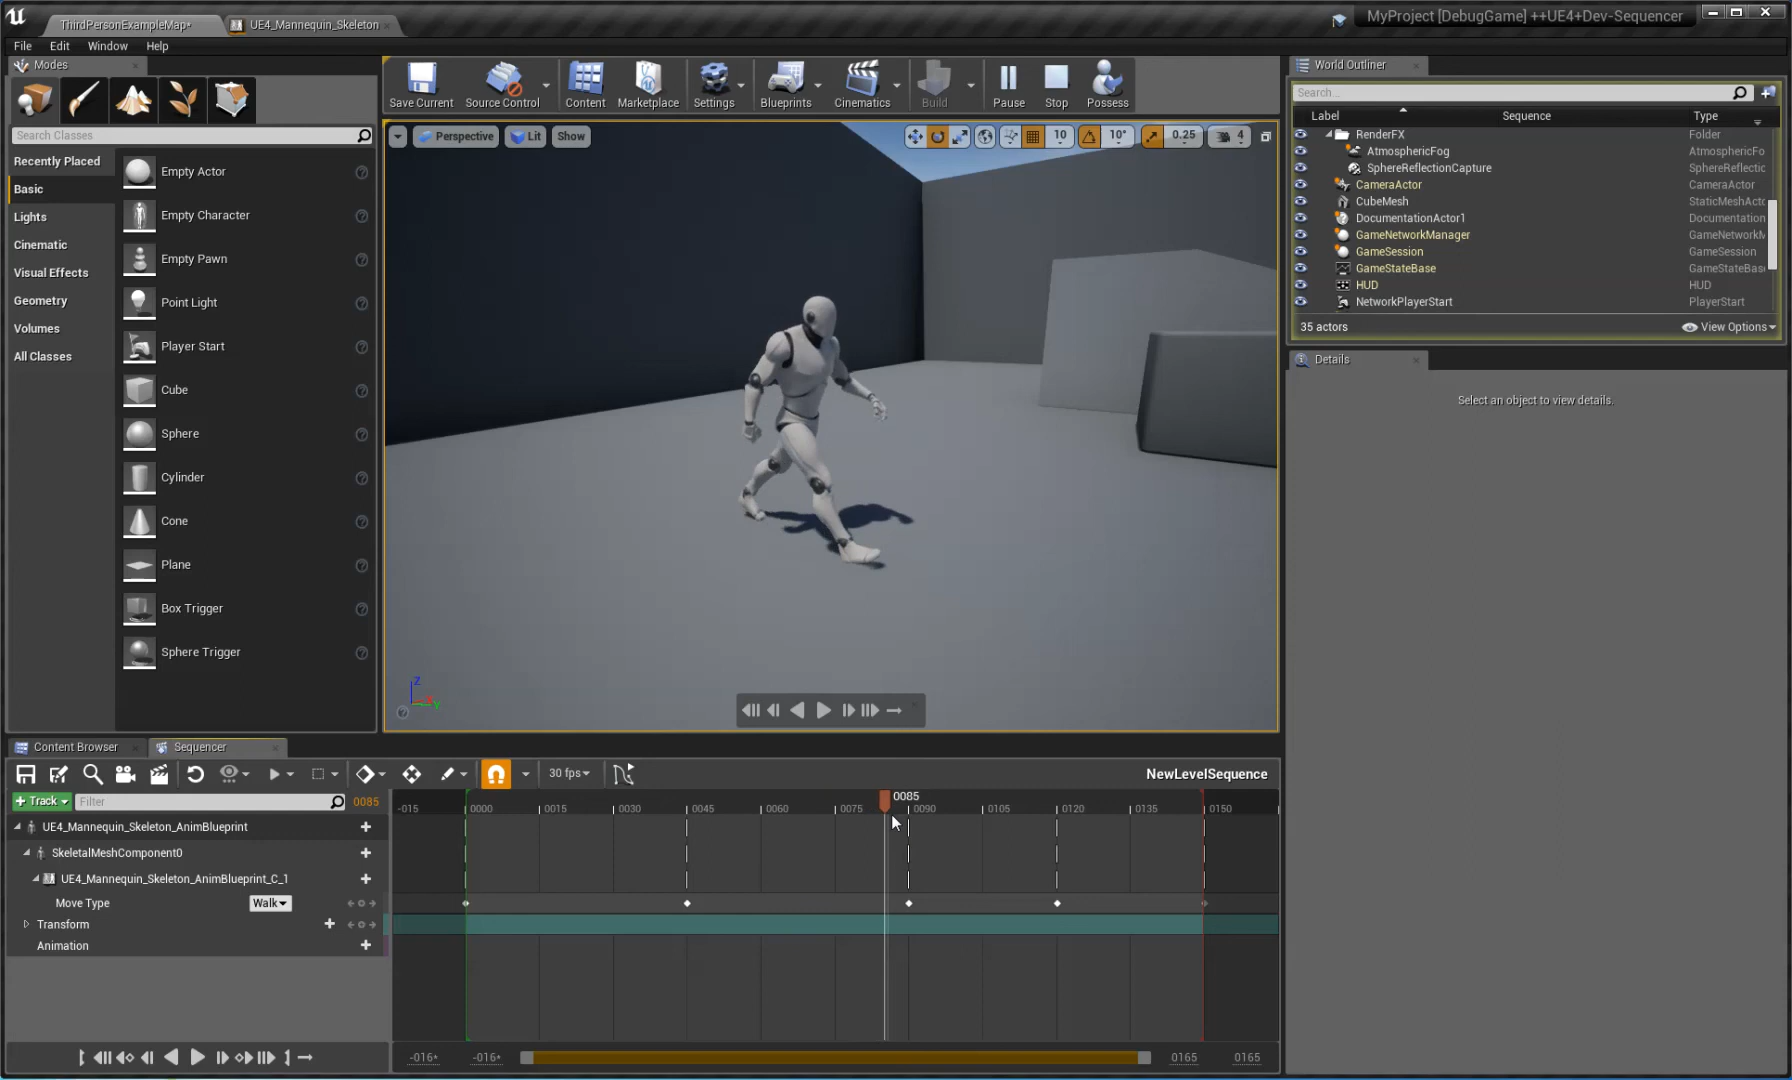 ThirdPersonExampleMap*
UE4_Mannequin_Skeleton
MyProject [DebugGame] ++UE4+Dev-Sequencer
File Edit Window Help
Modes
Search Classes
Recently Placed
Basic
Lights
Cinematic
Visual Effects
Geometry
Volumes
All Classes
Empty Actor
Empty Character
Empty Pawn
Point Light
Player Start
Cube
Sphere
Cylinder
Cone
Plane
Box Trigger
Sphere Trigger
Save Current
Source Control
Content
Marketplace
Settings
Blueprints
Cinematics
Build
Pause
Stop
Possess
Perspective
Lit
Show
10
10°
0.25
4
World Outliner
Search...
Label Sequence Type
RenderFX Folder
AtmosphericFog AtmosphericFo
SphereReflectionCapture SphereReflectic
CameraActor CameraActor
CubeMesh StaticMeshActo
DocumentationActor1 Documentation
GameNetworkManager GameNetworkM
GameSession GameSession
GameStateBase GameStateBas
HUD HUD
NetworkPlayerStart PlayerStart
35 actors
View Options
Details
Select an object to view details.
Z
Content Browser
Sequencer
30 fps
NewLevelSequence
+ Track
Filter
0085
0085
-015 0000 0015 0030 0045 0060 0075 0090 0105 0120 0135 0150
UE4_Mannequin_Skeleton_AnimBlueprint
SkeletalMeshComponent0
UE4_Mannequin_Skeleton_AnimBlueprint_C_1
Move Type Walk
Transform
Animation
-016* -016* 0165 0165